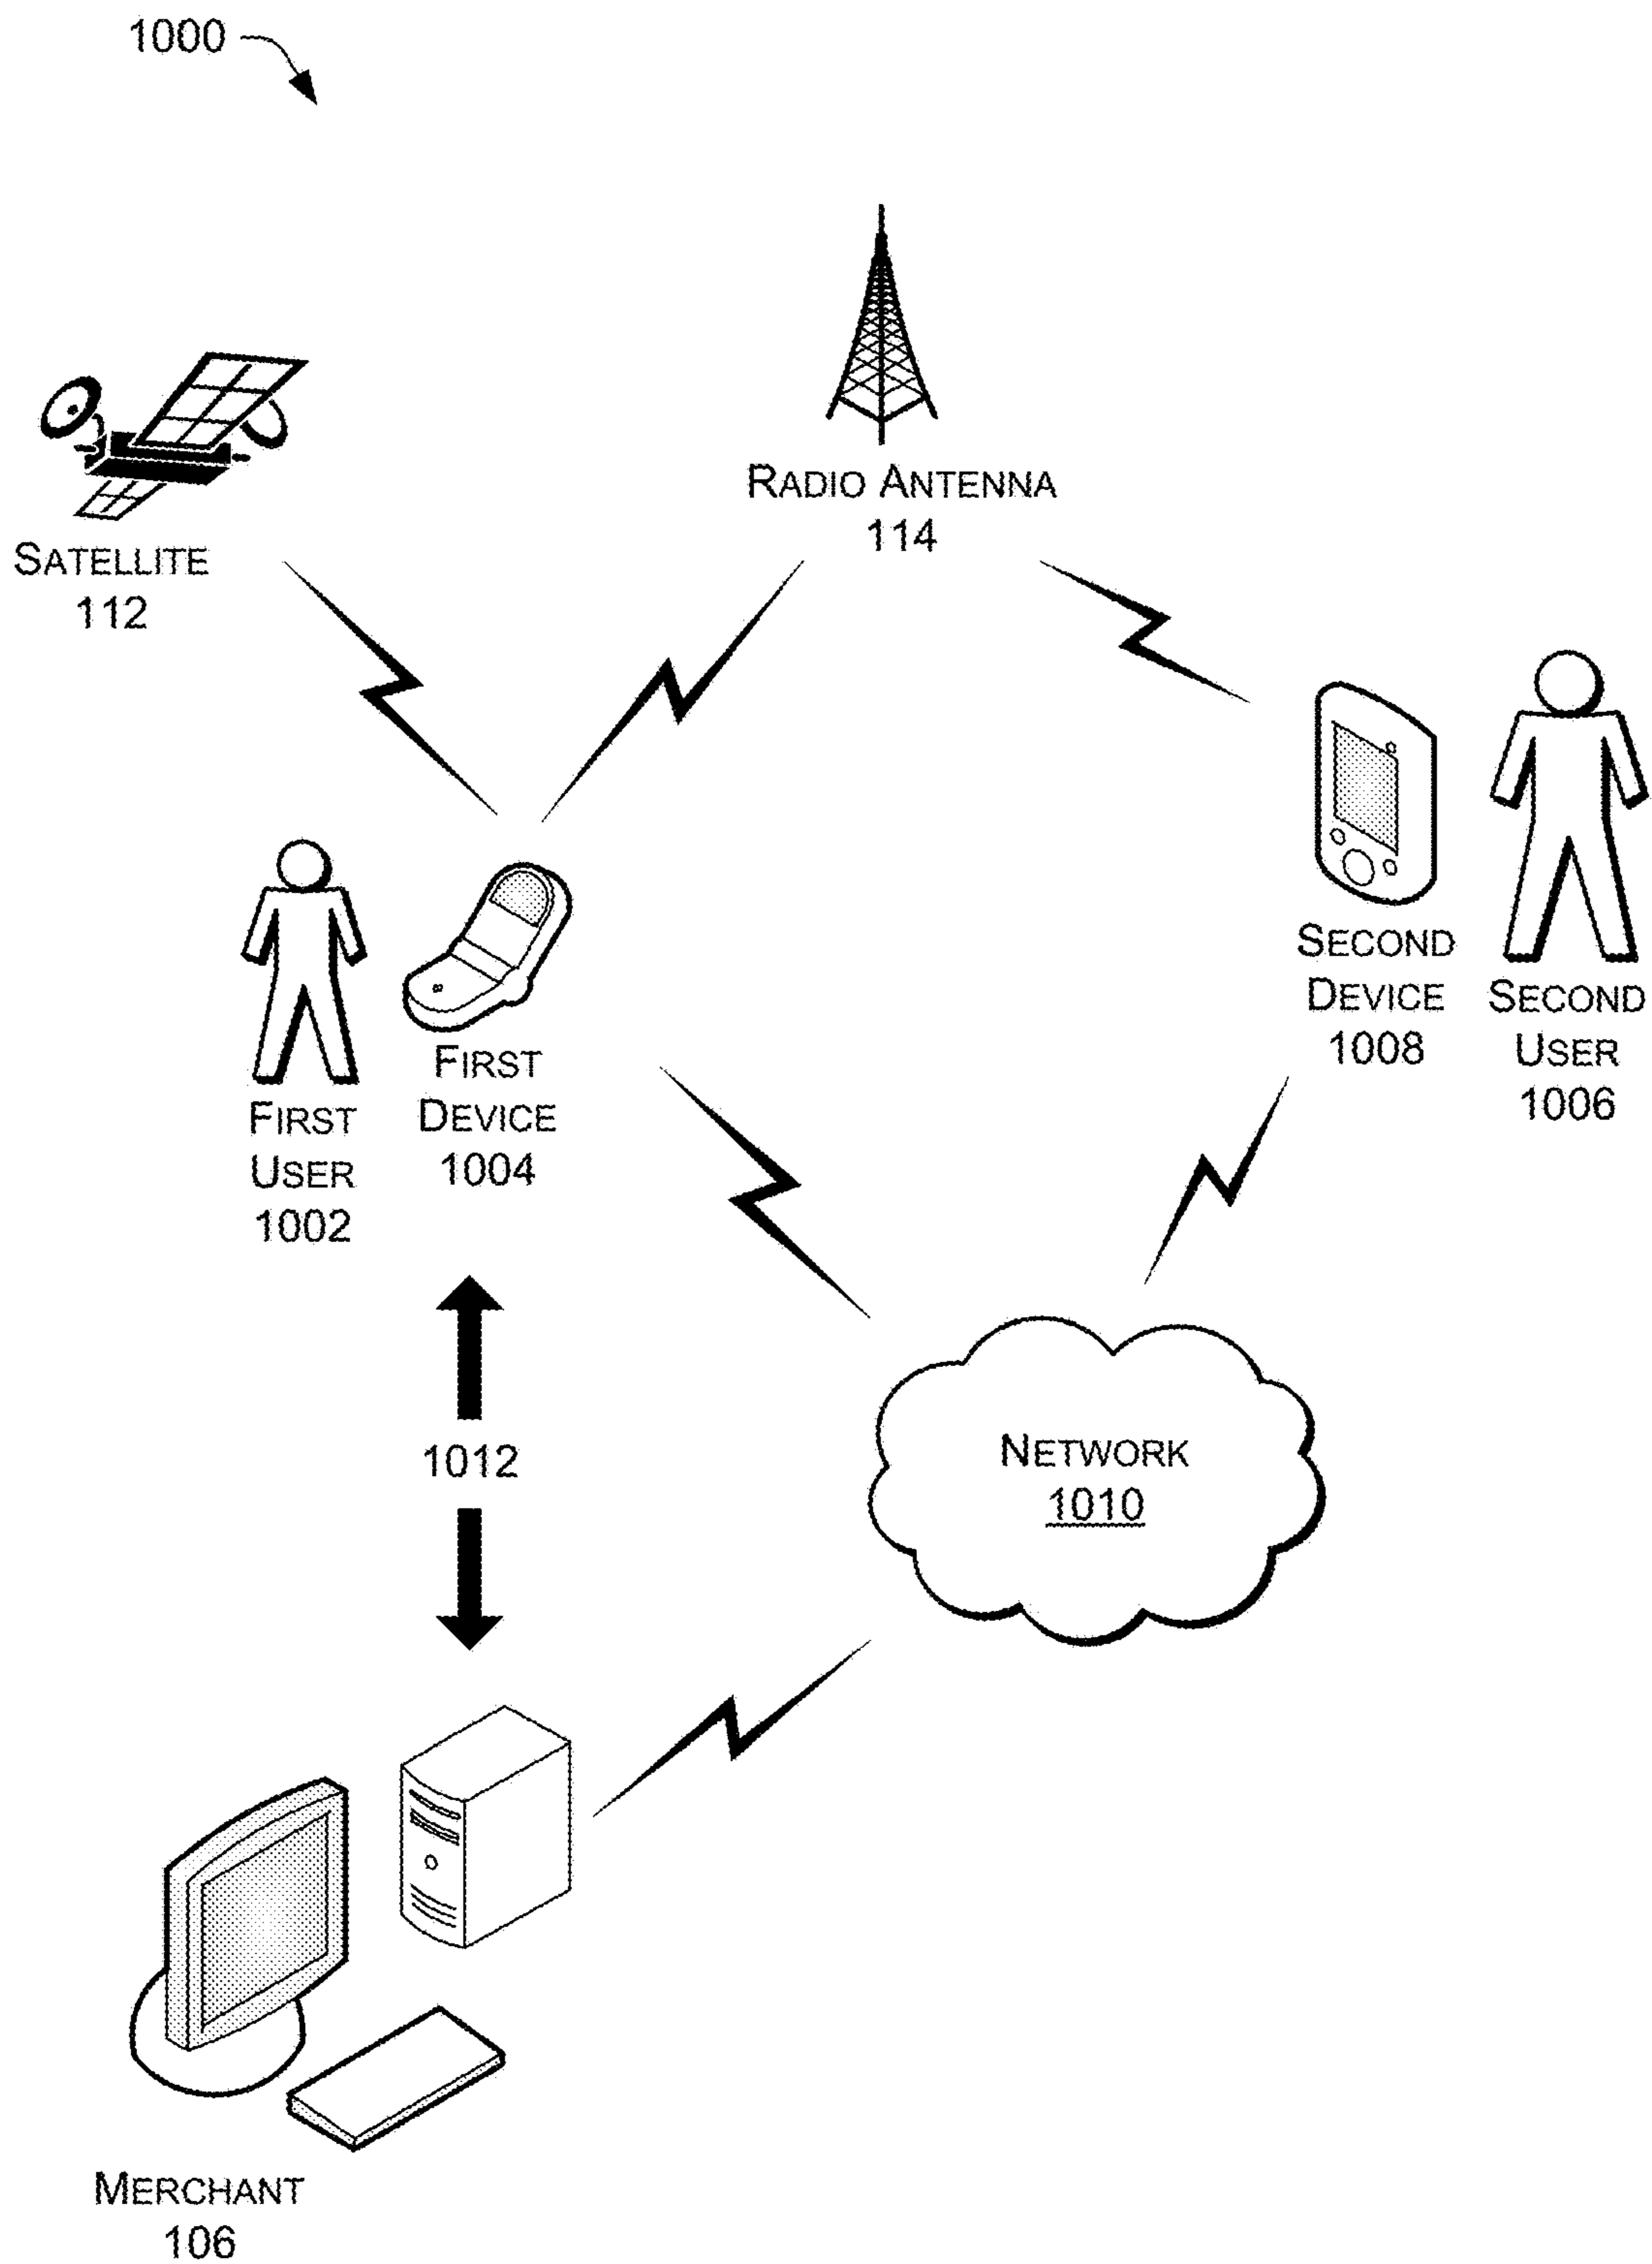 1000
RADIO ANTENNA
114
SATELLITE
112
SECOND
DEVICE
1008
SECOND
USER
1006
FIRST
DEVICE
1004
FIRST
USER
1002
1012
NETWORK
1010
MERCHANT
106